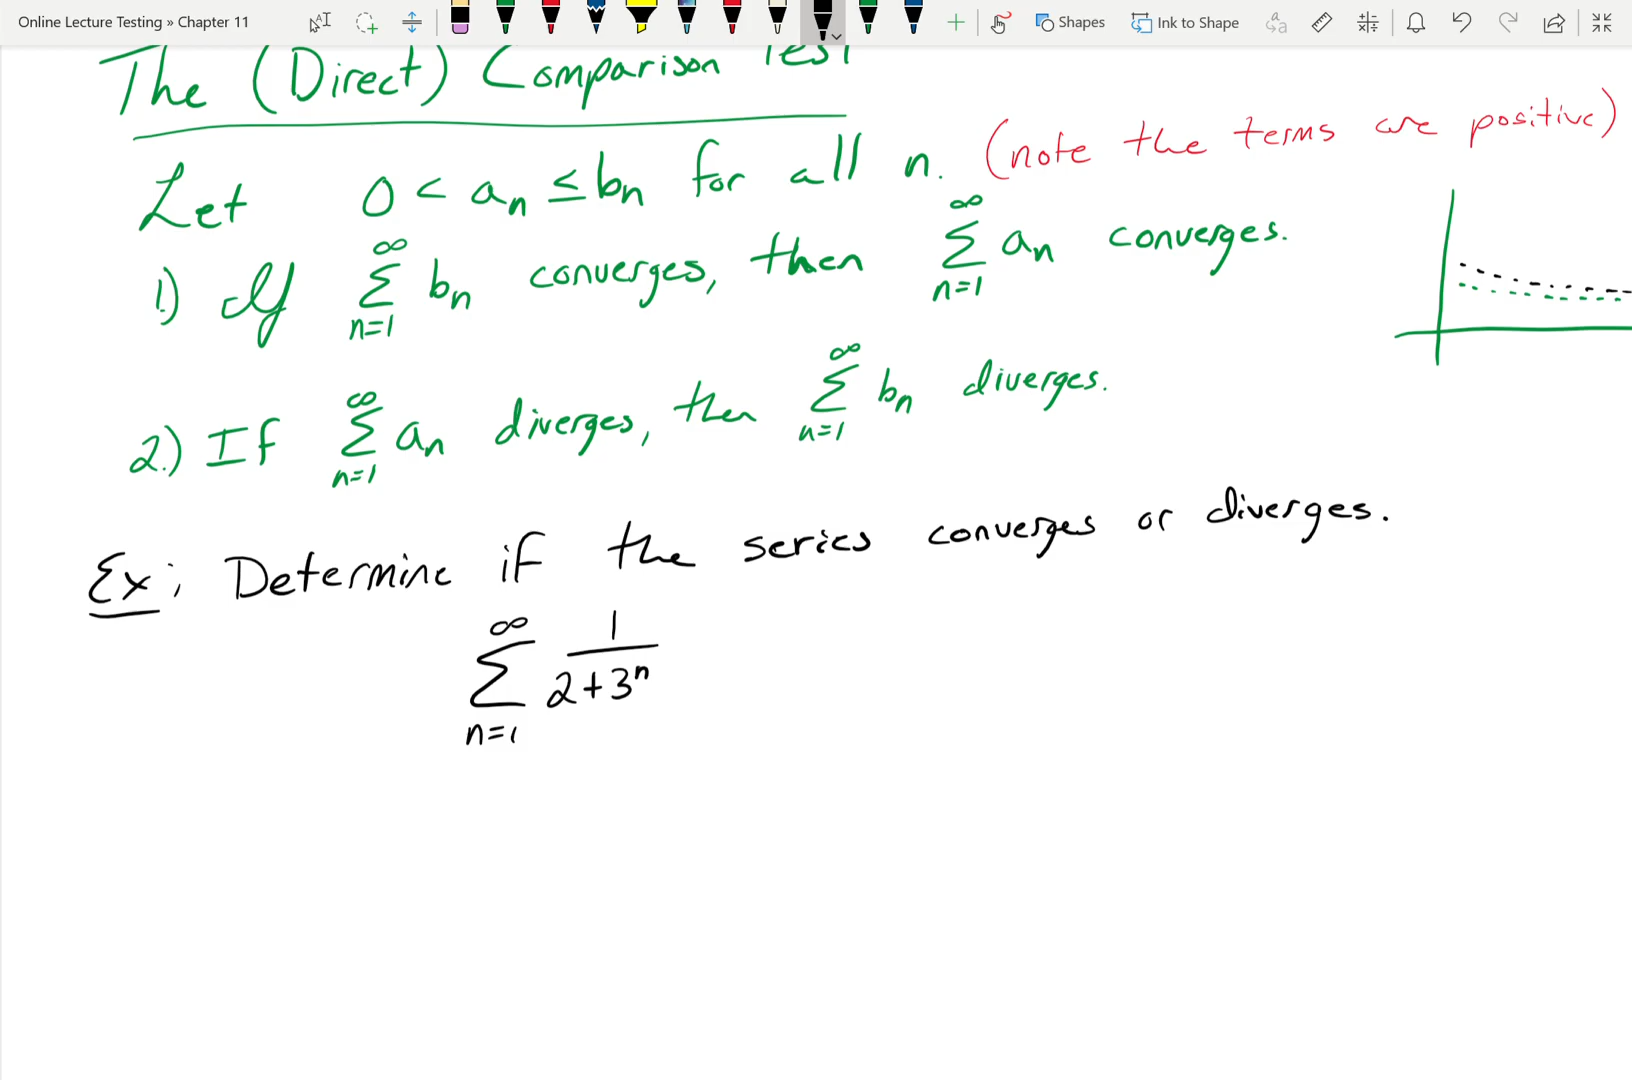 Online Lecture Testing » Chapter 11
Shapes
Ink to Shape
The (Direct) Comparison Test
(note the terms are positive)
Let 0 < aₙ ≤ bₙ for all n.
1.) If ∞ Σ n=1 bₙ converges, then ∞ Σ n=1 aₙ converges.
2.) If ∞ Σ n=1 aₙ diverges, then ∞ Σ n=1 bₙ diverges.
Ex: Determine if the series converges or diverges.
∞ Σ n=1 1/(2+3ⁿ)